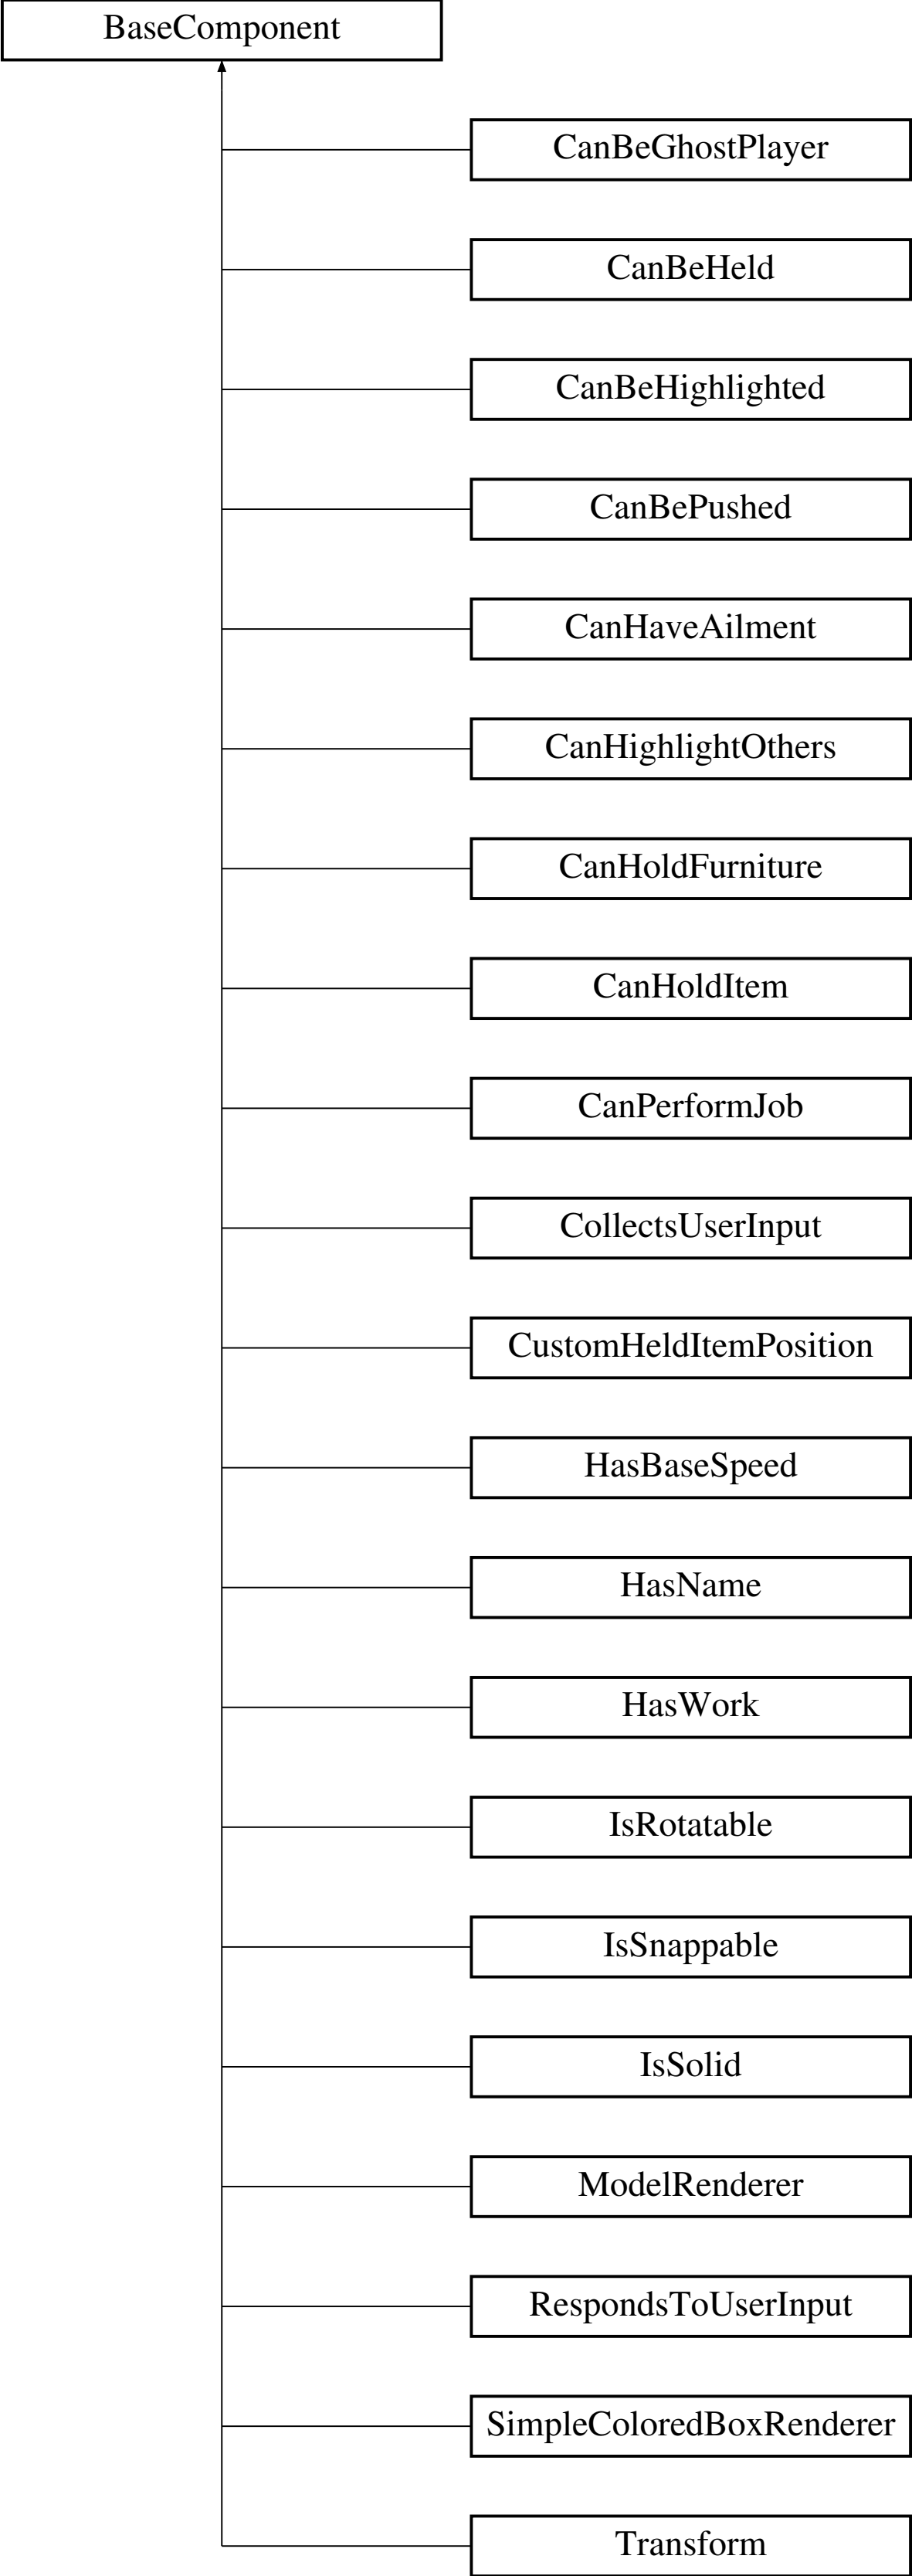 BaseComponent
CanBeGhostPlayer
CanBeHeld
CanBeHighlighted
CanBePushed
CanHaveAilment
CanHighlightOthers
CanHoldFurniture
CanHoldItem
CanPerformJob
CollectsUserInput
CustomHeldItemPosition
HasBaseSpeed
HasName
HasWork
IsRotatable
IsSnappable
IsSolid
ModelRenderer
RespondsToUserInput
SimpleColoredBoxRenderer
Transform